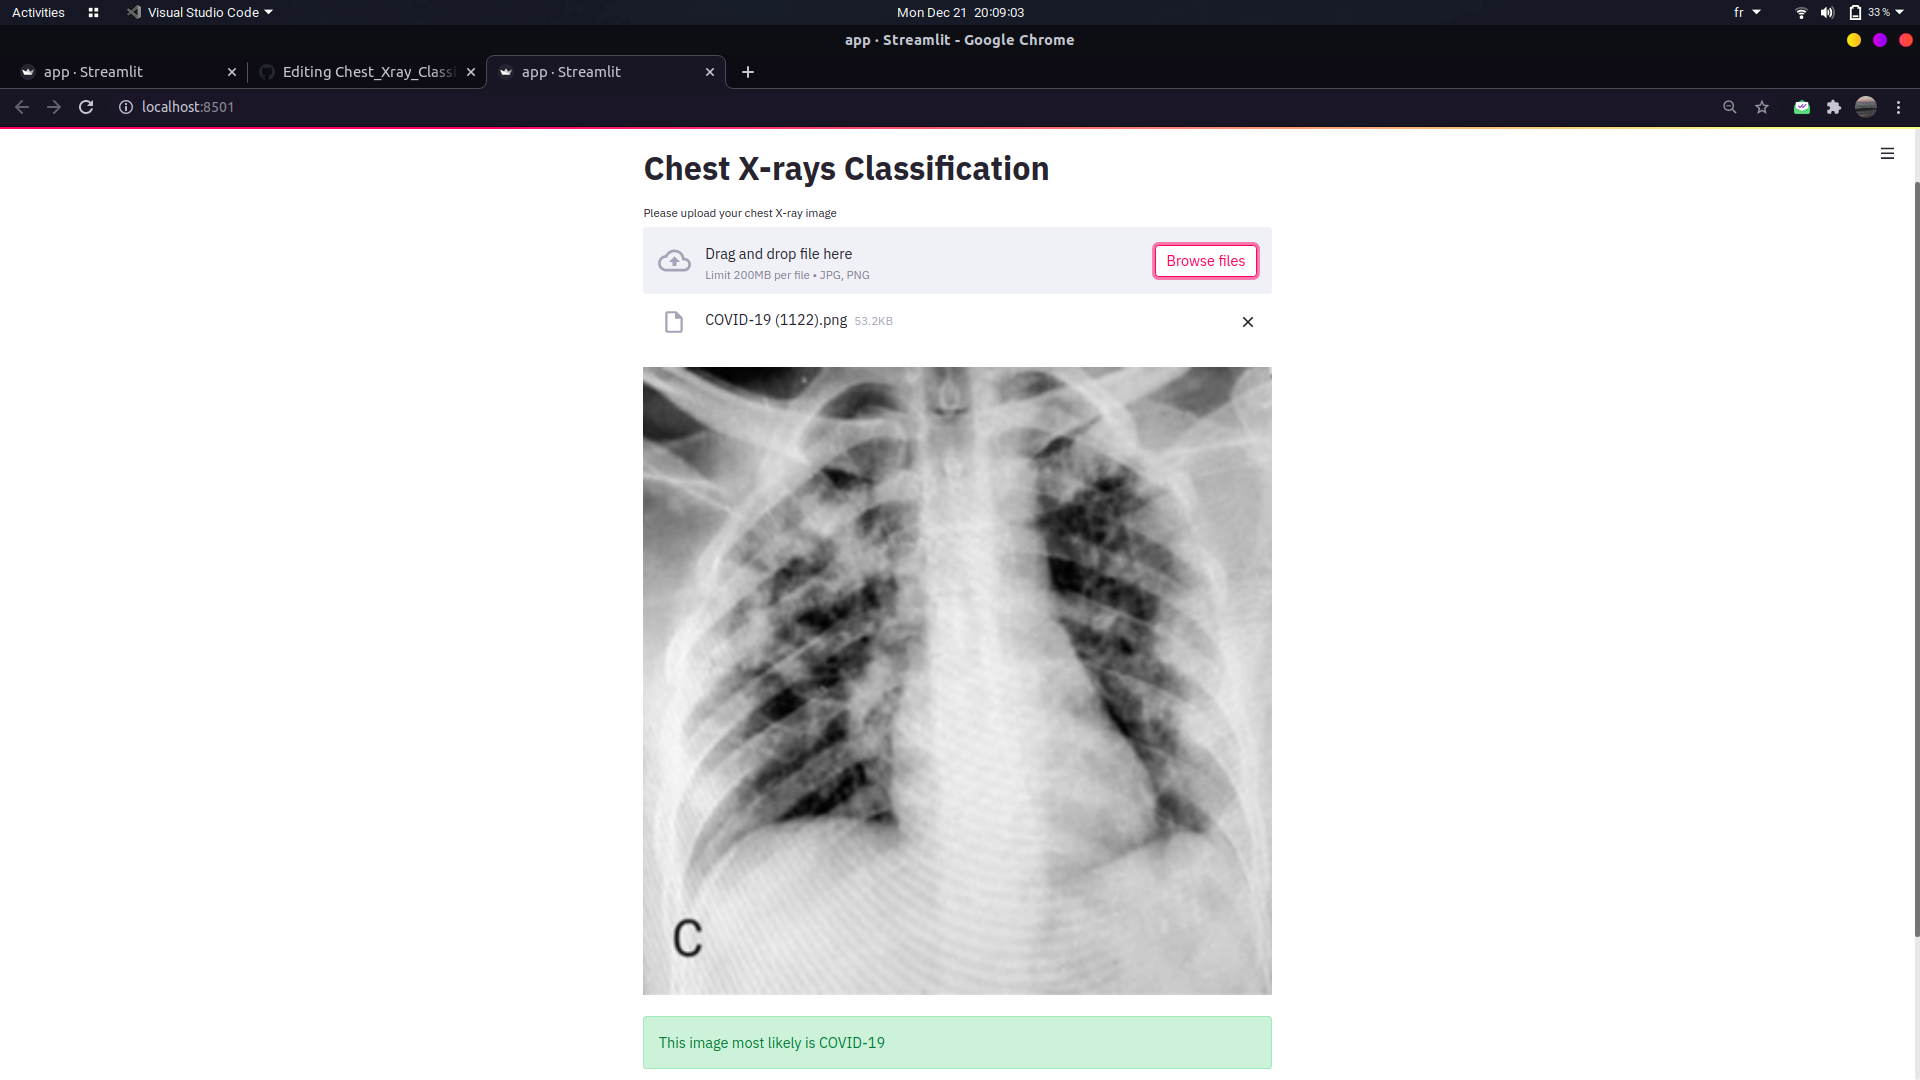 Activities
Visual Studio Code
Mon Dec 21 20:09:03
fr
33 %
app · Streamlit - Google Chrome
app · Streamlit
Editing Chest_Xray_Classi
app · Streamlit
localhost:8501
Chest X-rays Classification
Please upload your chest X-ray image
Drag and drop file here
Limit 200MB per file • JPG, PNG
Browse files
COVID-19 (1122).png 53.2KB
C
This image most likely is COVID-19